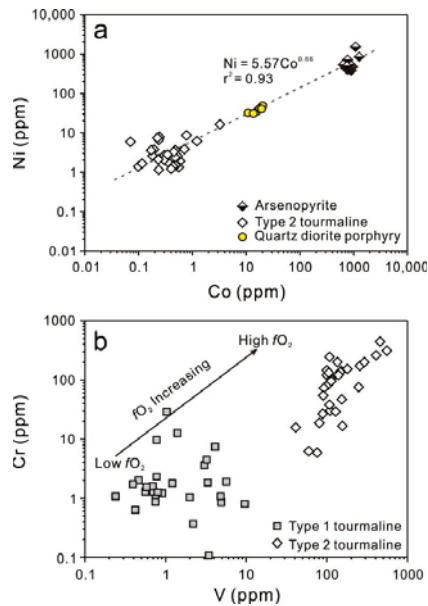 a
1000
1000
100
10
1
0.1
0.01
Ni (ppm)
Ni = 5.57Co^0.66
r² = 0.93
Arsenopyrite
Type 2 tourmaline
Quartz diorite porphyry
0.01 0.1 1 10 100 1000 10,000
Co (ppm)
b
1000
100
10
1
0.1
Cr (ppm)
High fO₂
fO₂ Increasing
Low fO₂
Type 1 tourmaline
Type 2 tourmaline
0.1 1 10 100 1000
V (ppm)